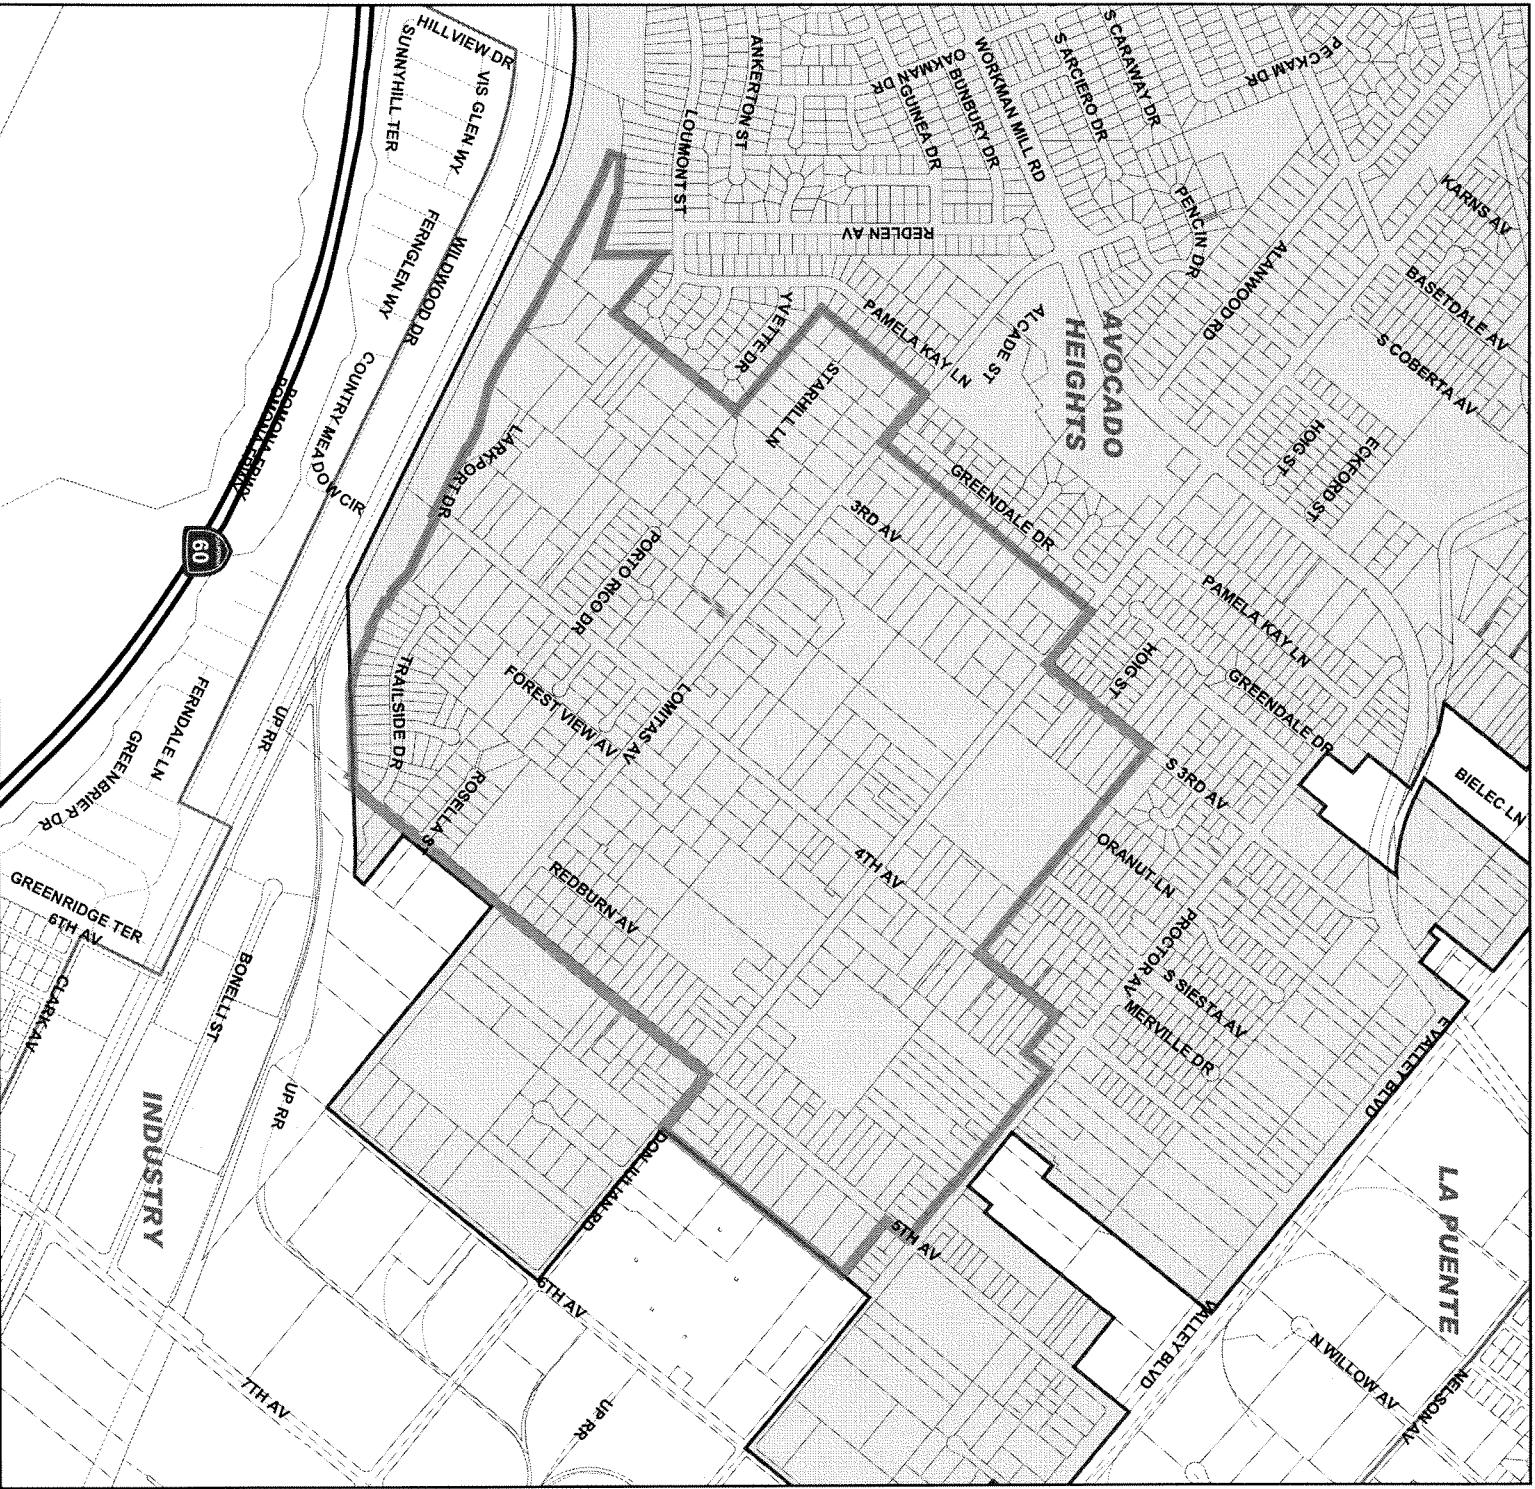 HILLVIEW DR
SUNNYHILL TER
VIS GLEN WY
FERNGLEN WY
WILDWOOD DR
COUNTRY MEADOW CIR
POMONA FRWY
POMONA FRWY
60
FERNDALE LN
GREENBRIER DR
GREENRIDGE TER
6TH AV
CLARK AV
BONELLI ST
UP RR
UP RR
INDUSTRY
7TH AV
6TH AV
UP RR
DON JULIAN RD
5TH AV
VALLEY BLVD
E VALLEY BLVD
N WILLOW AV
NELSON AV
LA PUENTE
BIELEC LN
ANKERTON ST
LOUMONT ST
OAKMAN DR
GUINEA DR
BUNBURY DR
WORKMAN MILL RD
S ARCIERO DR
S CARAWAY DR
PECKAM DR
PENCIN DR
REDLEN AV
ALANWOOD RD
KARNS AV
BASETDALE AV
S COBERTA AV
HOIG ST
ECKFORD ST
AVOCADO
HEIGHTS
ALCADE ST
PAMELA KAY LN
YVETTE DR
STARHILL LN
GREENDALE DR
3RD AV
LARKPORT DR
PORTO RICO DR
FOREST VIEW AV
LOMITAS AV
TRAILSIDE DR
ROSELLA ST
REDBURN AV
4TH AV
PAMELA KAY LN
HOIG ST
GREENDALE DR
S 3RD AV
ORANUT LN
PROCTOR AV
S SIESTA AV
MERVILLE DR